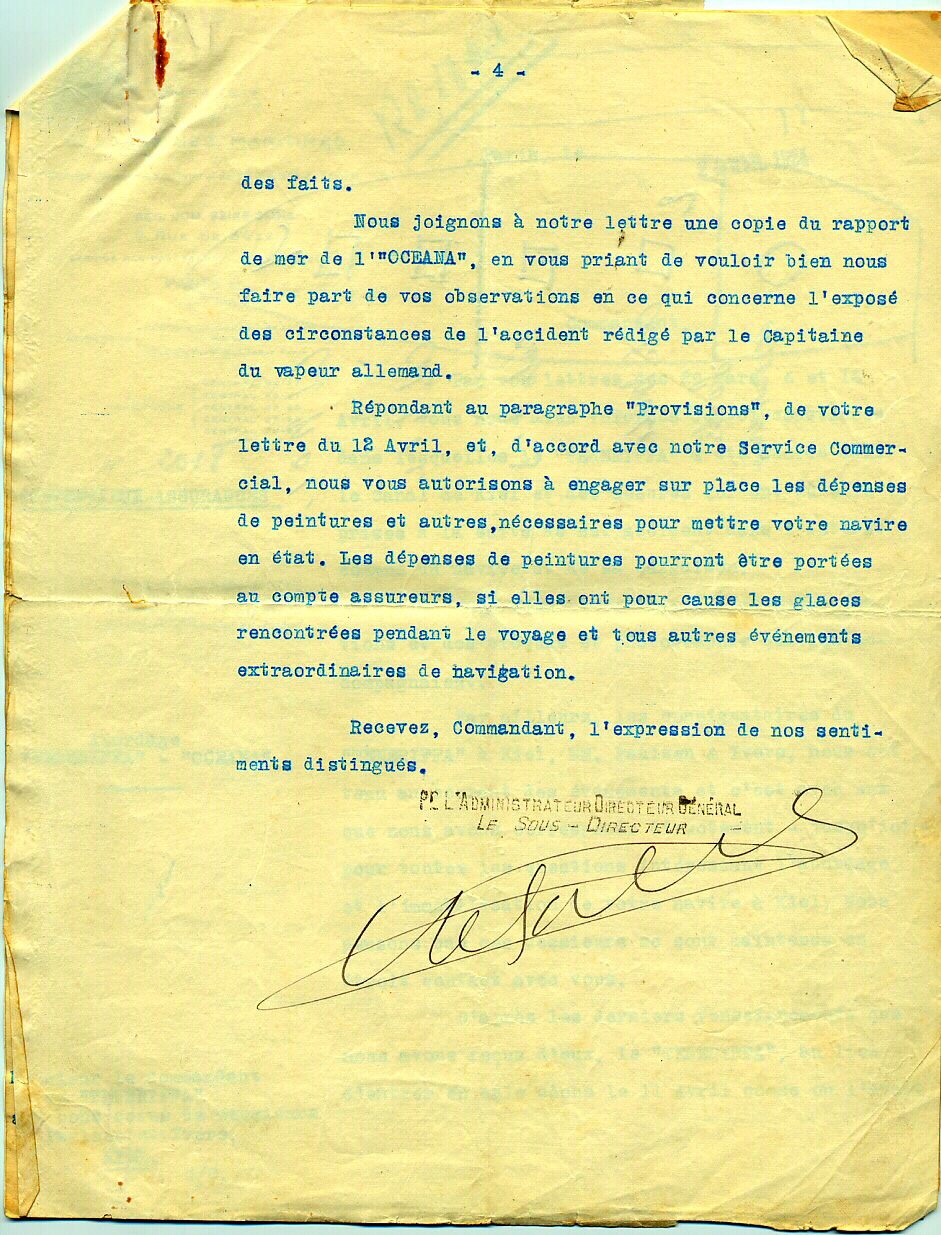 - 4 -
des faits.
Nous joignons à notre lettre une copie du rapport
de mer de l'"OCEANA", en vous priant de vouloir bien nous
faire part de vos observations en ce qui concerne l'exposé
des circonstances de l'accident rédigé par le Capitaine
du vapeur allemand.
Répondant au paragraphe "Provisions", de votre
lettre du 12 Avril, et, d'accord avec notre Service Commer-
cial, nous vous autorisons à engager sur place les dépenses
de peintures et autres,nécessaires pour mettre votre navire
en état. Les dépenses de peintures pourront être portées
au compte assureurs, si elles ont pour cause les glaces
rencontrées pendant le voyage et tous autres événements
extraordinaires de navigation.
Recevez, Commandant, l'expression de nos senti-
ments distingués.
L'ADMINISTRATEUR DIRECTEUR GÉNÉRAL
LE SOUS - DIRECTEUR